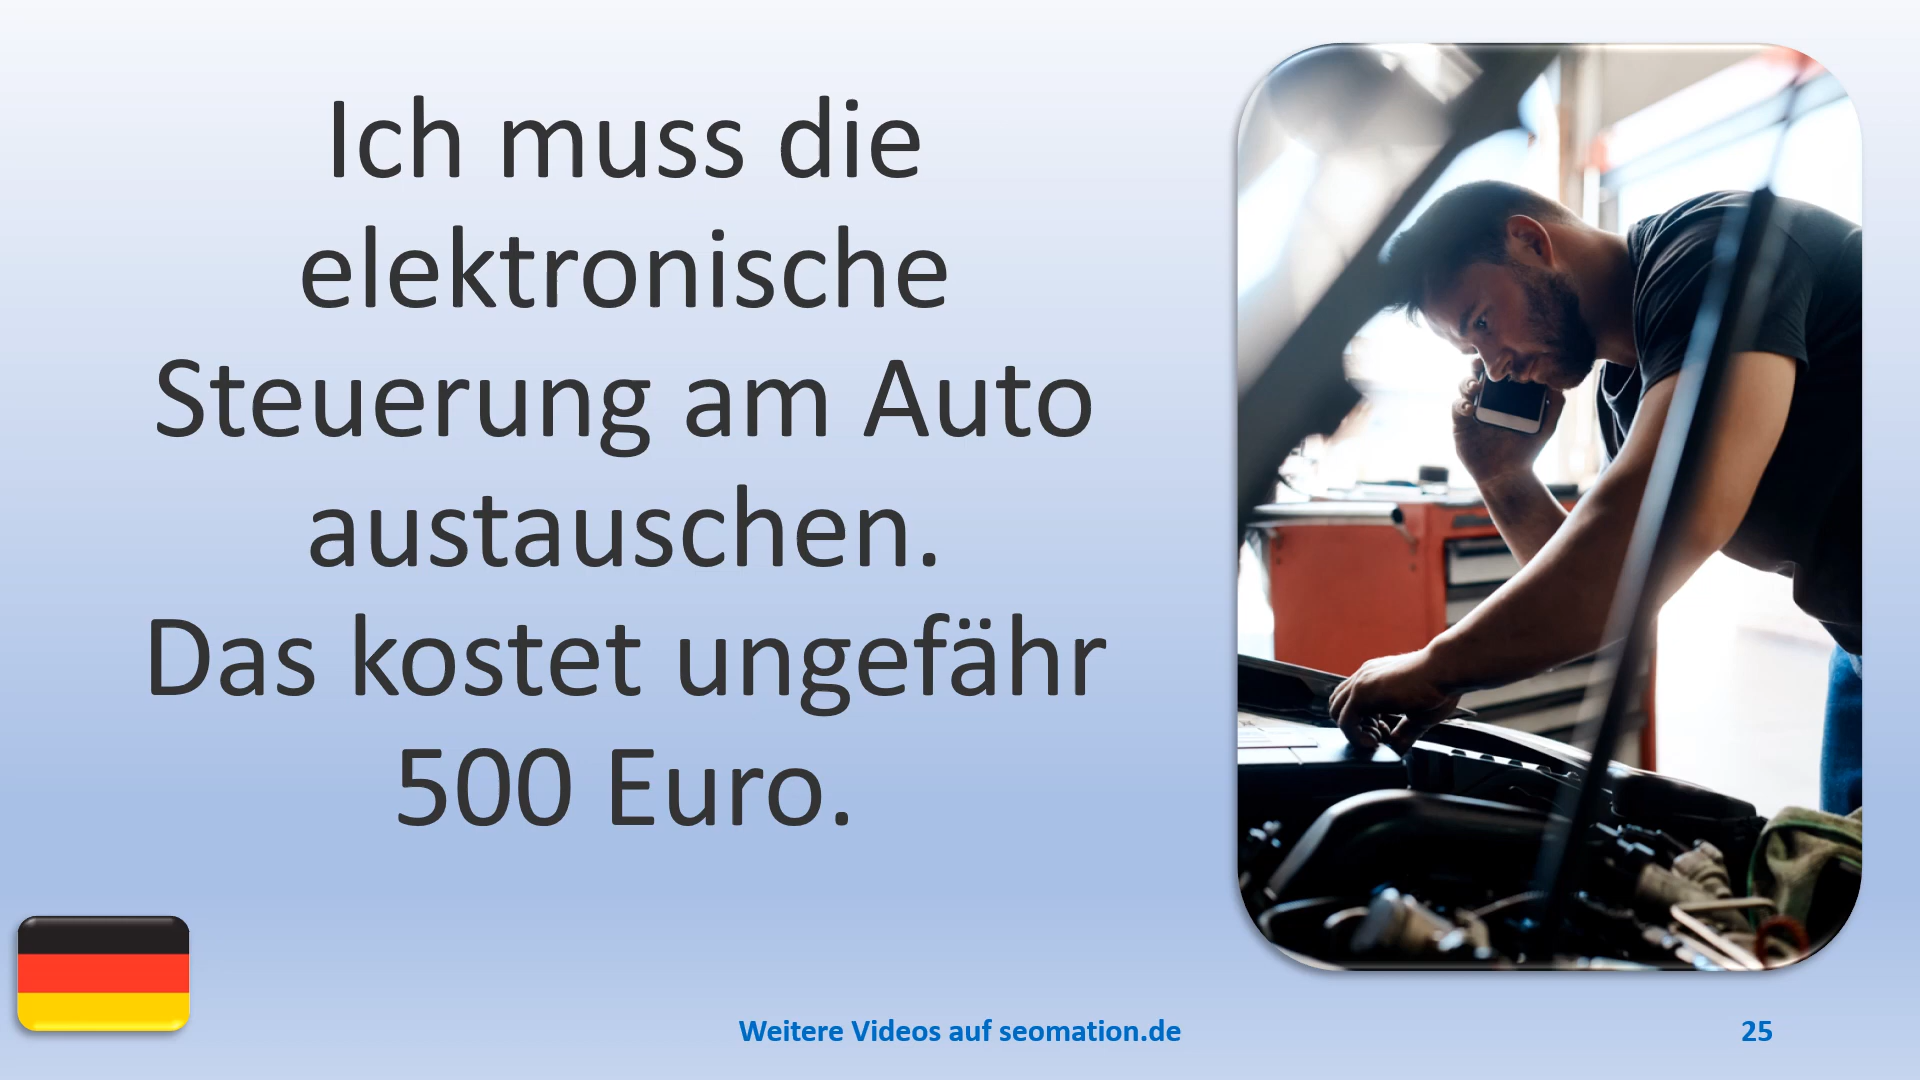 Ich muss die
elektronische
Steuerung am Auto
austauschen.
Das kostet ungefähr
500 Euro.
Weitere Videos auf seomation.de
25